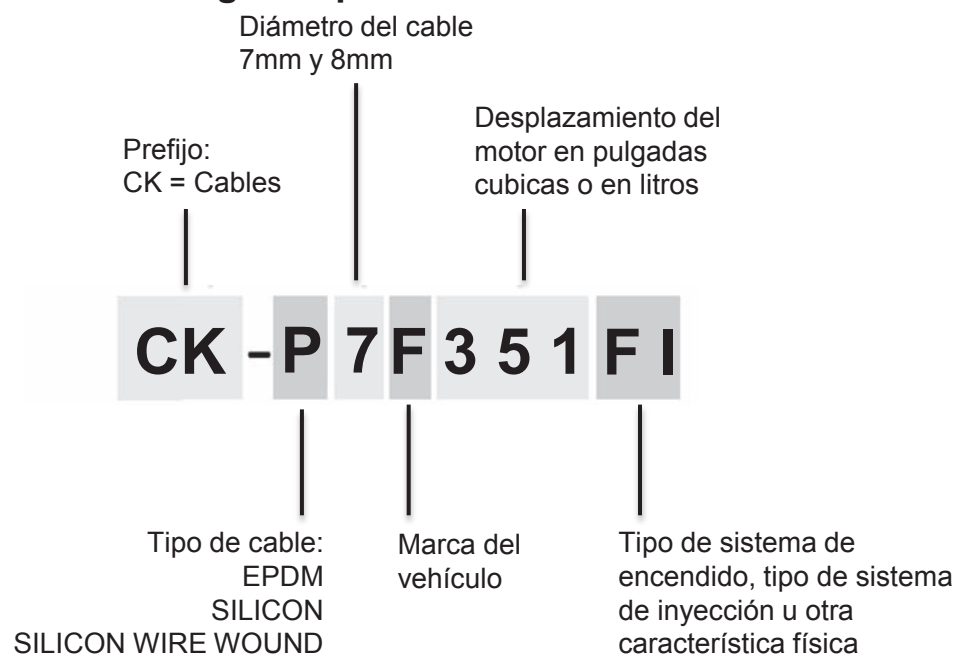 Diámetro del cable
7mm y 8mm
Desplazamiento del
motor en pulgadas
cubicas o en litros
Prefijo:
CK = Cables
CK - P 7 F 3 5 1 F I
Tipo de cable:
EPDM
SILICON
SILICON WIRE WOUND
Marca del
vehículo
Tipo de sistema de
encendido, tipo de sistema
de inyección u otra
característica física